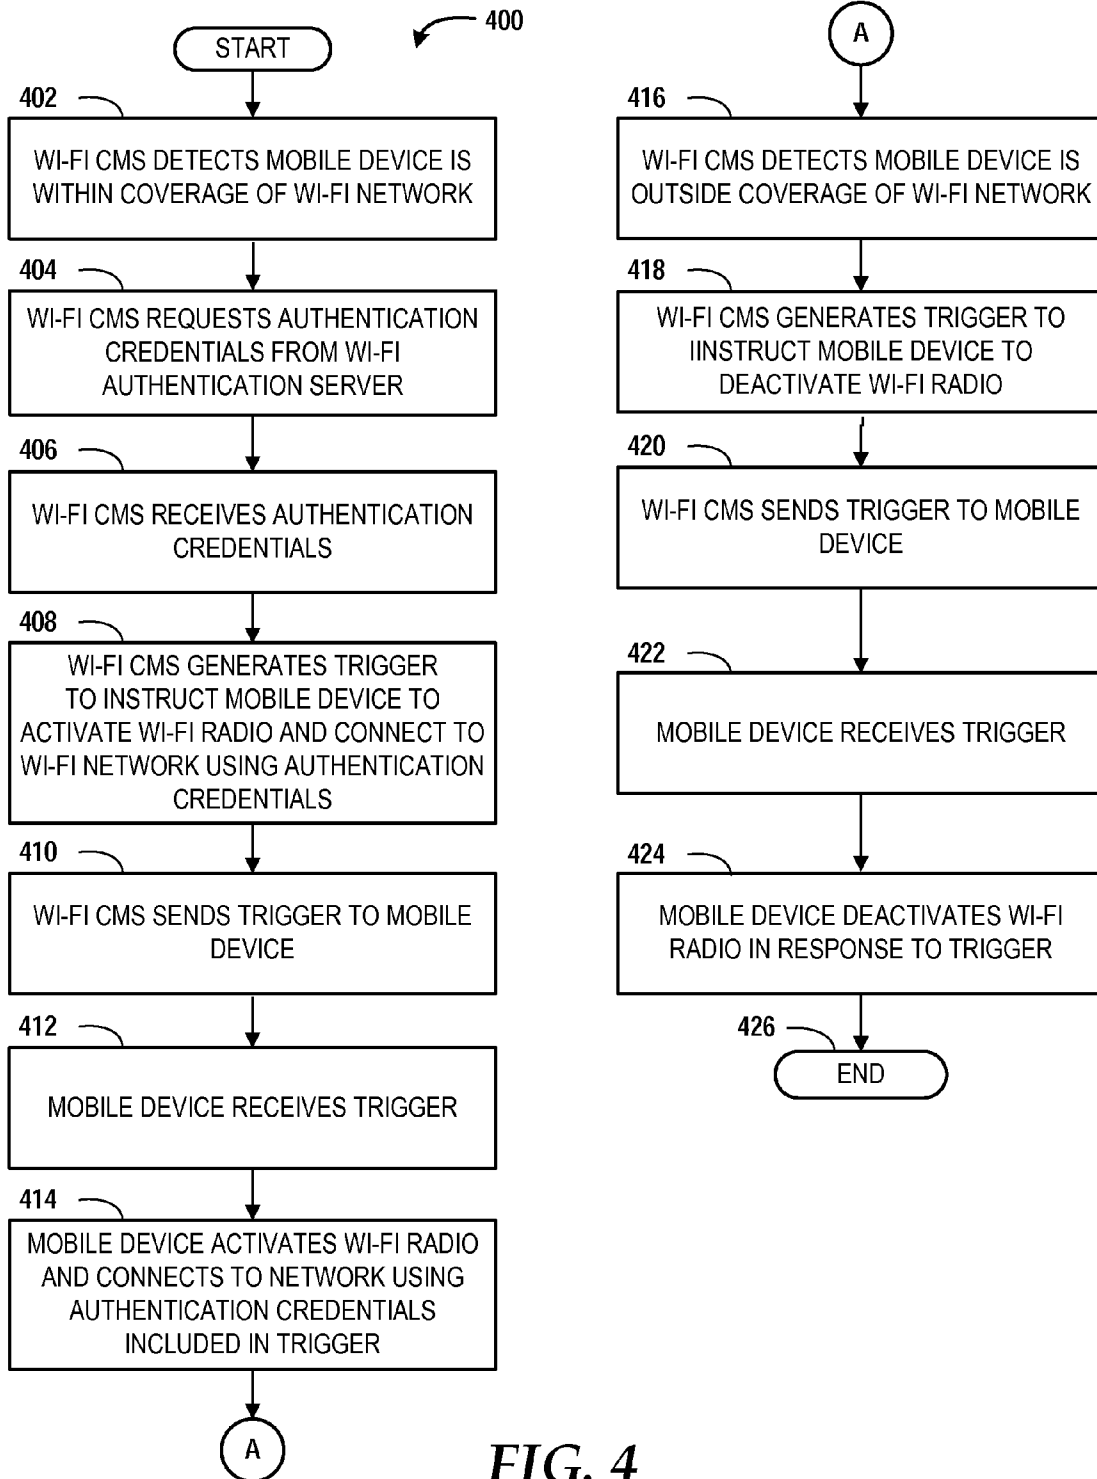 400
START
402
WI-FI CMS DETECTS MOBILE DEVICE IS
WITHIN COVERAGE OF WI-FI NETWORK
404
WI-FI CMS REQUESTS AUTHENTICATION
CREDENTIALS FROM WI-FI
AUTHENTICATION SERVER
406
WI-FI CMS RECEIVES AUTHENTICATION
CREDENTIALS
408
WI-FI CMS GENERATES TRIGGER
TO INSTRUCT MOBILE DEVICE TO
ACTIVATE WI-FI RADIO AND CONNECT TO
WI-FI NETWORK USING AUTHENTICATION
CREDENTIALS
410
WI-FI CMS SENDS TRIGGER TO MOBILE
DEVICE
412
MOBILE DEVICE RECEIVES TRIGGER
414
MOBILE DEVICE ACTIVATES WI-FI RADIO
AND CONNECTS TO NETWORK USING
AUTHENTICATION CREDENTIALS
INCLUDED IN TRIGGER
A
A
416
WI-FI CMS DETECTS MOBILE DEVICE IS
OUTSIDE COVERAGE OF WI-FI NETWORK
418
WI-FI CMS GENERATES TRIGGER TO
IINSTRUCT MOBILE DEVICE TO
DEACTIVATE WI-FI RADIO
420
WI-FI CMS SENDS TRIGGER TO MOBILE
DEVICE
422
MOBILE DEVICE RECEIVES TRIGGER
424
MOBILE DEVICE DEACTIVATES WI-FI
RADIO IN RESPONSE TO TRIGGER
426
END
FIG. 4